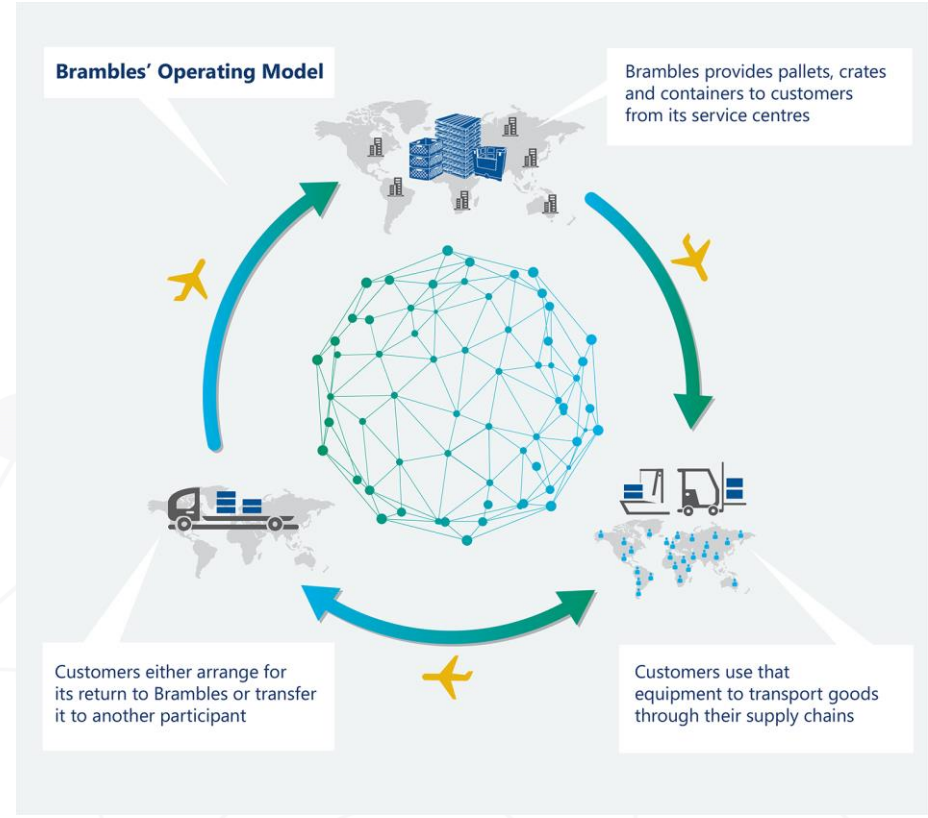 Brambles’ Operating Model
Brambles provides pallets, crates
and containers to customers
from its service centres
Customers either arrange for
its return to Brambles or transfer
it to another participant
Customers use that
equipment to transport goods
through their supply chains